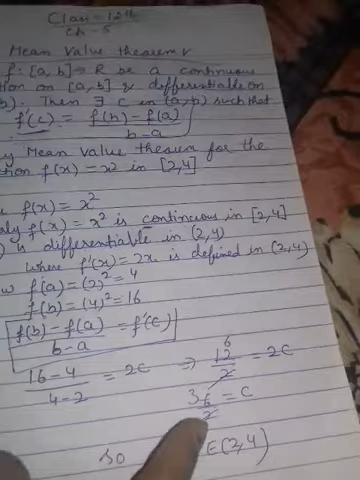 Class = 12th
Ch - 5
Mean Value theorem
f : [a, b] → R be a continuous
on [a, b] & differentiable on
b). Then ∃ c in (a, b) such that
f'(c) = f(b) - f(a) / b - a
y Mean Value theorem for the
f(x) = x² in [2,4]
f(x) = x²
f(x) = x² is continuous in [2,4]
) is differentiable in (2,4)
where f'(x) = 2x is defined in (2,4)
f(a) = (2)² = 4
f(b) = (4)² = 16
f(b) - f(a) / b - a = f'(c)
16 - 4 / 4 - 2 = 2c ⇒ 6 12 / 2 = 2c
3 6 / 2 = c
so ∈ (2,4)